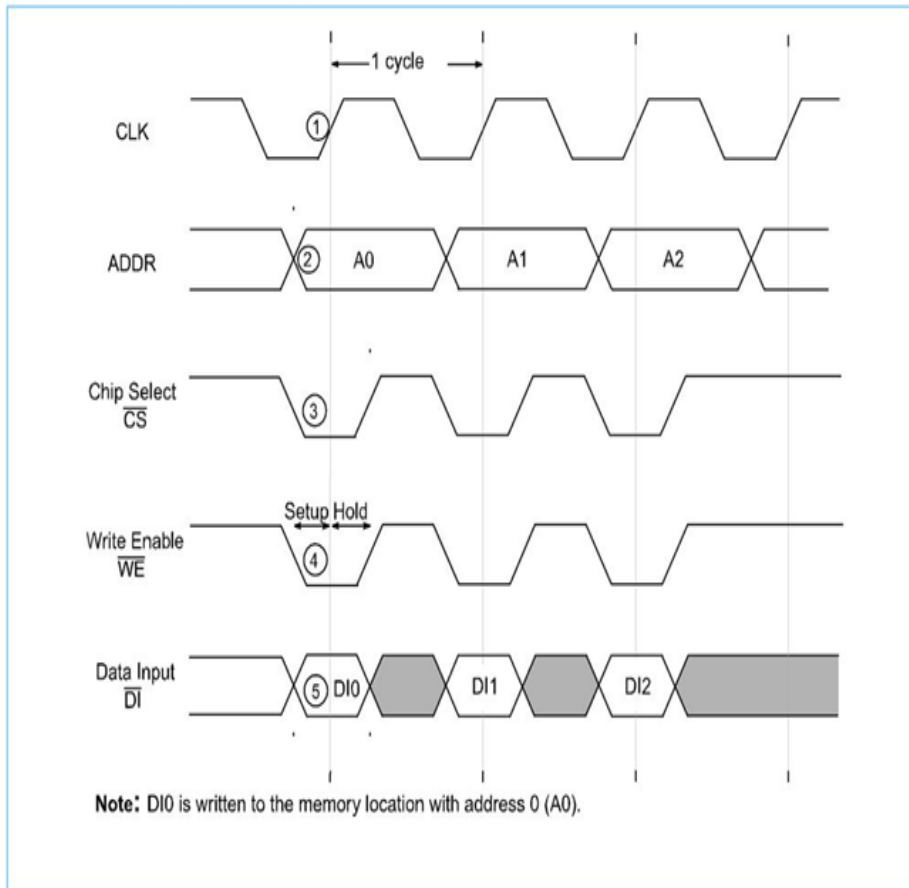 1 cycle
CLK
①
ADDR
②
A0
A1
A2
Chip Select
CS
③
Setup Hold
Write Enable
WE
④
Data Input
DI
⑤
DI0
DI1
DI2
Note: DI0 is written to the memory location with address 0 (A0).